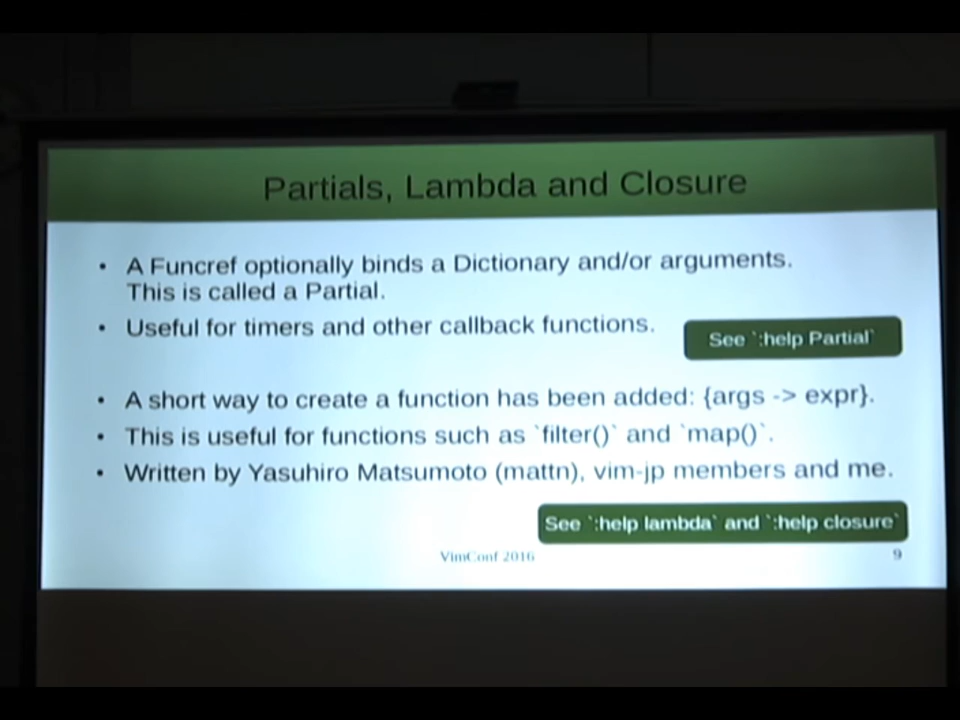 Partials, Lambda and Closure
• A Funcref optionally binds a Dictionary and/or arguments.
This is called a Partial.
• Useful for timers and other callback functions.
See `:help Partial`
• A short way to create a function has been added: {args -> expr}.
• This is useful for functions such as `filter()` and `map()`.
• Written by Yasuhiro Matsumoto (mattn), vim-jp members and me.
See `:help lambda` and `:help closure`
VimConf 2016
9